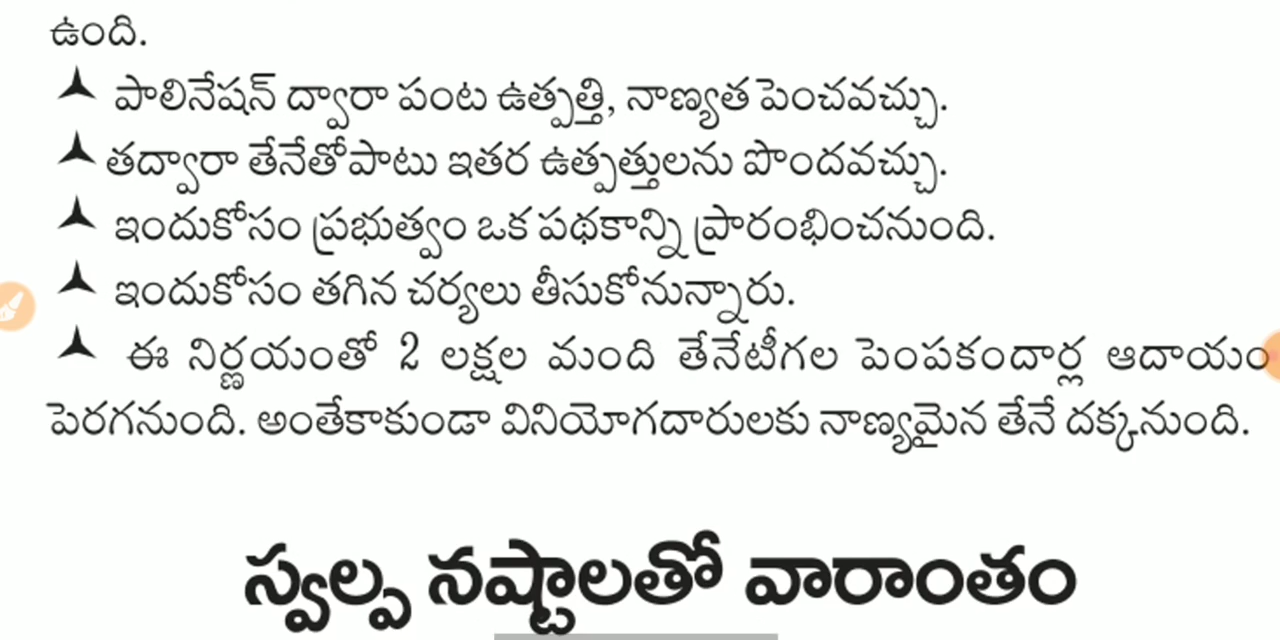 ఉంది.
పాలినేషన్ ద్వారా పంట ఉత్పత్తి, నాణ్యత పెంచవచ్చు.
తద్వారా తేనేతోపాటు ఇతర ఉత్పత్తులను పొందవచ్చు.
ఇందుకోసం ప్రభుత్వం ఒక పథకాన్ని ప్రారంభించనుంది.
ఇందుకోసం తగిన చర్యలు తీసుకోనున్నారు.
ఈ నిర్ణయంతో 2 లక్షల మంది తేనేటీగల పెంపకందార్ల ఆదాయం
పెరగనుంది. అంతేకాకుండా వినియోగదారులకు నాణ్యమైన తేనే దక్కనుంది.
స్వల్ప నష్టాలతో వారాంతం